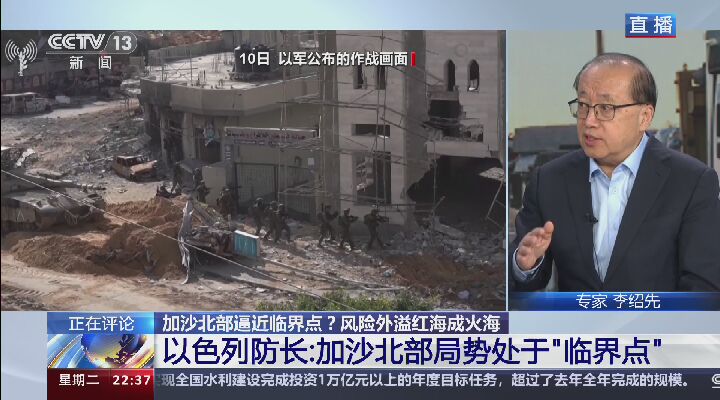 CCTV 13
新闻
10日 以军公布的作战画面
直播
专家 李绍先
正在评论
加沙北部逼近临界点？风险外溢红海成火海
以色列防长:加沙北部局势处于"临界点"
星期二 22:37
实现全国水利建设完成投资1万亿元以上的年度目标任务，超过了去年全年完成的规模。